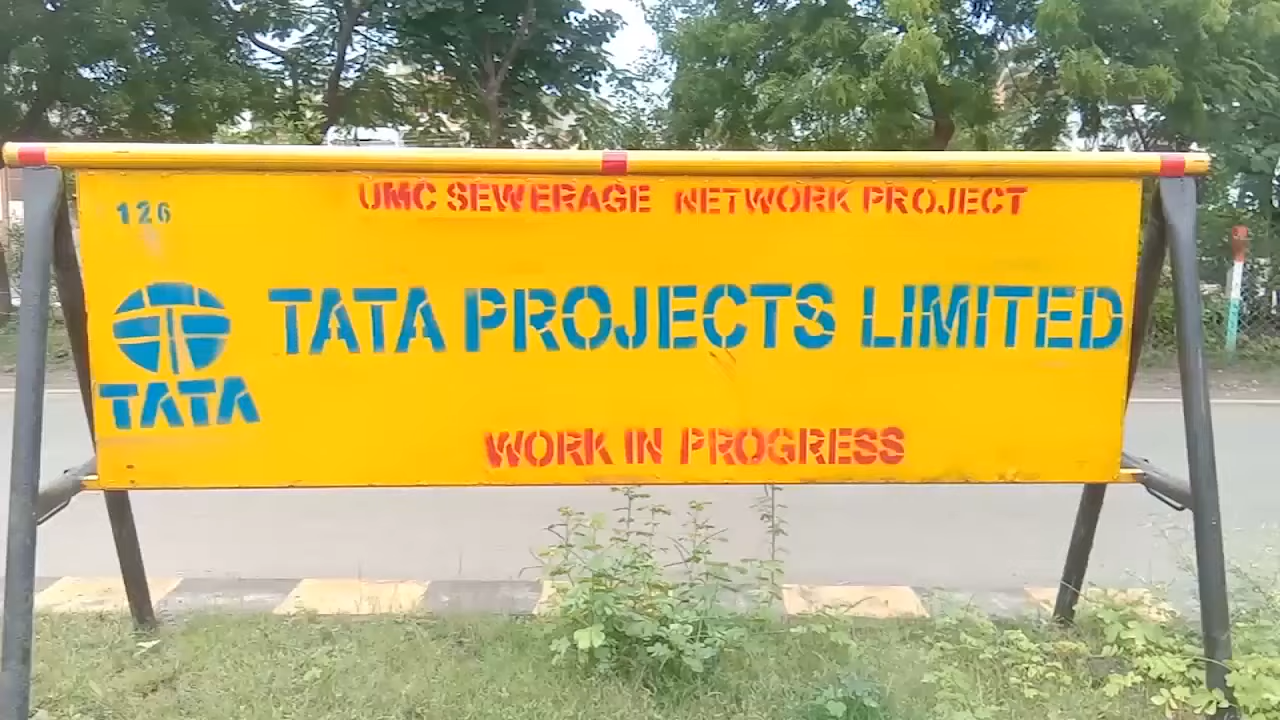 UMC SEWERAGE NETWORK PROJECT
126
TATA PROJECTS LIMITED
TATA
WORK IN PROGRESS